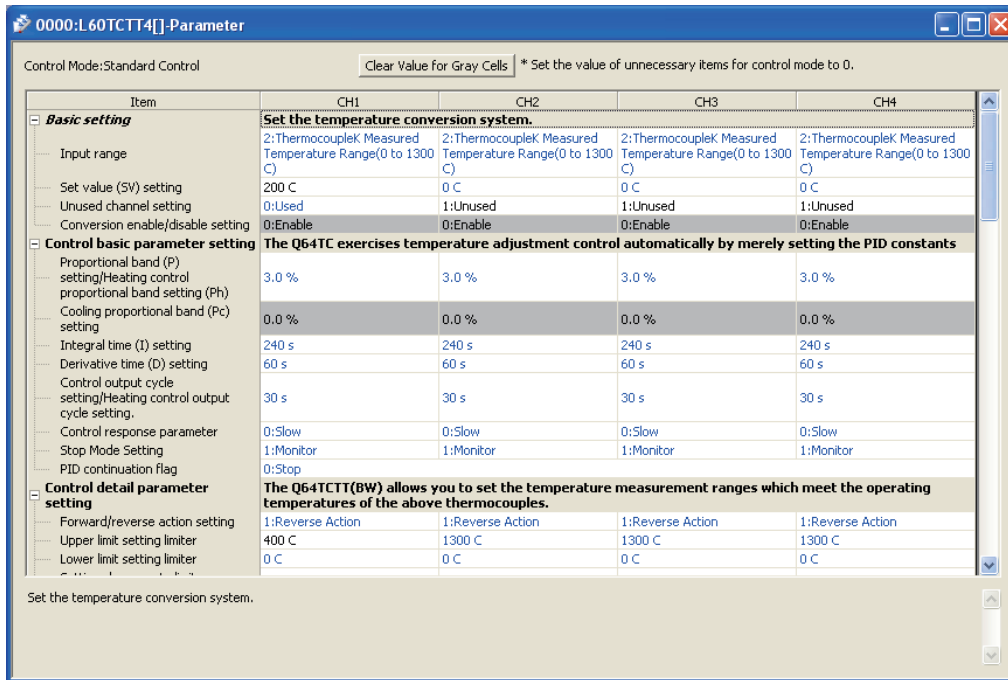 0000:L60TCTT4[]-Parameter
Control Mode:Standard Control
Clear Value for Gray Cells
* Set the value of unnecessary items for control mode to 0.
Item CH1 CH2 CH3 CH4
Basic setting Set the temperature conversion system.
Input range 2:ThermocoupleK Measured Temperature Range(0 to 1300 C) 2:ThermocoupleK Measured Temperature Range(0 to 1300 C) 2:ThermocoupleK Measured Temperature Range(0 to 1300 C) 2:ThermocoupleK Measured Temperature Range(0 to 1300 C)
Set value (SV) setting 200 C 0 C 0 C 0 C
Unused channel setting 0:Used 1:Unused 1:Unused 1:Unused
Conversion enable/disable setting 0:Enable 0:Enable 0:Enable 0:Enable
Control basic parameter setting The Q64TC exercises temperature adjustment control automatically by merely setting the PID constants
Proportional band (P) setting/Heating control proportional band setting (Ph) 3.0 % 3.0 % 3.0 % 3.0 %
Cooling proportional band (Pc) setting 0.0 % 0.0 % 0.0 % 0.0 %
Integral time (I) setting 240 s 240 s 240 s 240 s
Derivative time (D) setting 60 s 60 s 60 s 60 s
Control output cycle setting/Heating control output cycle setting. 30 s 30 s 30 s 30 s
Control response parameter 0:Slow 0:Slow 0:Slow 0:Slow
Stop Mode Setting 1:Monitor 1:Monitor 1:Monitor 1:Monitor
PID continuation flag 0:Stop
Control detail parameter setting The Q64TCTT(BW) allows you to set the temperature measurement ranges which meet the operating temperatures of the above thermocouples.
Forward/reverse action setting 1:Reverse Action 1:Reverse Action 1:Reverse Action 1:Reverse Action
Upper limit setting limiter 400 C 1300 C 1300 C 1300 C
Lower limit setting limiter 0 C 0 C 0 C 0 C
Set the temperature conversion system.